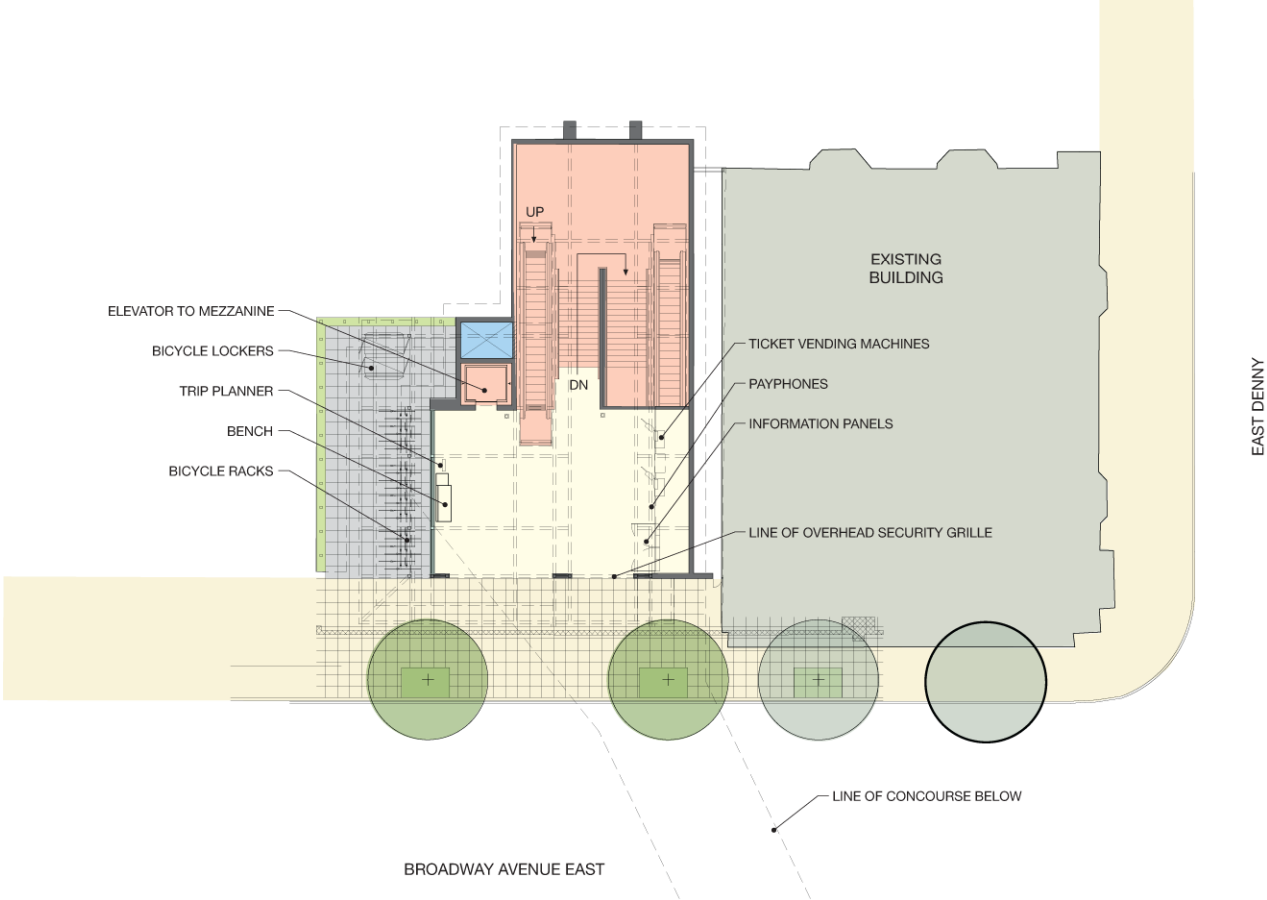 UP
EXISTING
BUILDING
ELEVATOR TO MEZZANINE
BICYCLE LOCKERS
TRIP PLANNER
BENCH
BICYCLE RACKS
DN
TICKET VENDING MACHINES
PAYPHONES
INFORMATION PANELS
LINE OF OVERHEAD SECURITY GRILLE
EAST DENNY
LINE OF CONCOURSE BELOW
BROADWAY AVENUE EAST